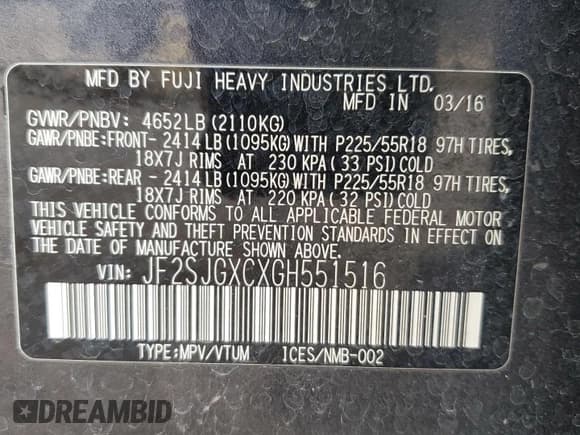 MFD BY FUJI HEAVY INDUSTRIES LTD.
MFD IN 03/16
GVWR/PNBV: 4652LB(2110KG)
GAWR/PNBE:FRONT- 2414LB(1095KG)WITH P225/55R18 97H TIRES,
18X7J RIMS AT 230 KPA(33 PSI)COLD
GAWR/PNBE:REAR - 2414LB(1095KG)WITH P225/55R18 97H TIRES,
18X7J RIMS AT 220 KPA(32 PSI)COLD
THIS VEHICLE CONFORMS TO ALL APPLICABLE FEDERAL MOTOR
VEHICLE SAFETY AND THEFT PREVENTION STANDARDS IN EFFECT ON
THE DATE OF MANUFACTURE SHOWN ABOVE.
VIN: JF2SJGXCXGH551516
TYPE:MPV/VTUM ICES/NMB-002
DREAMBID